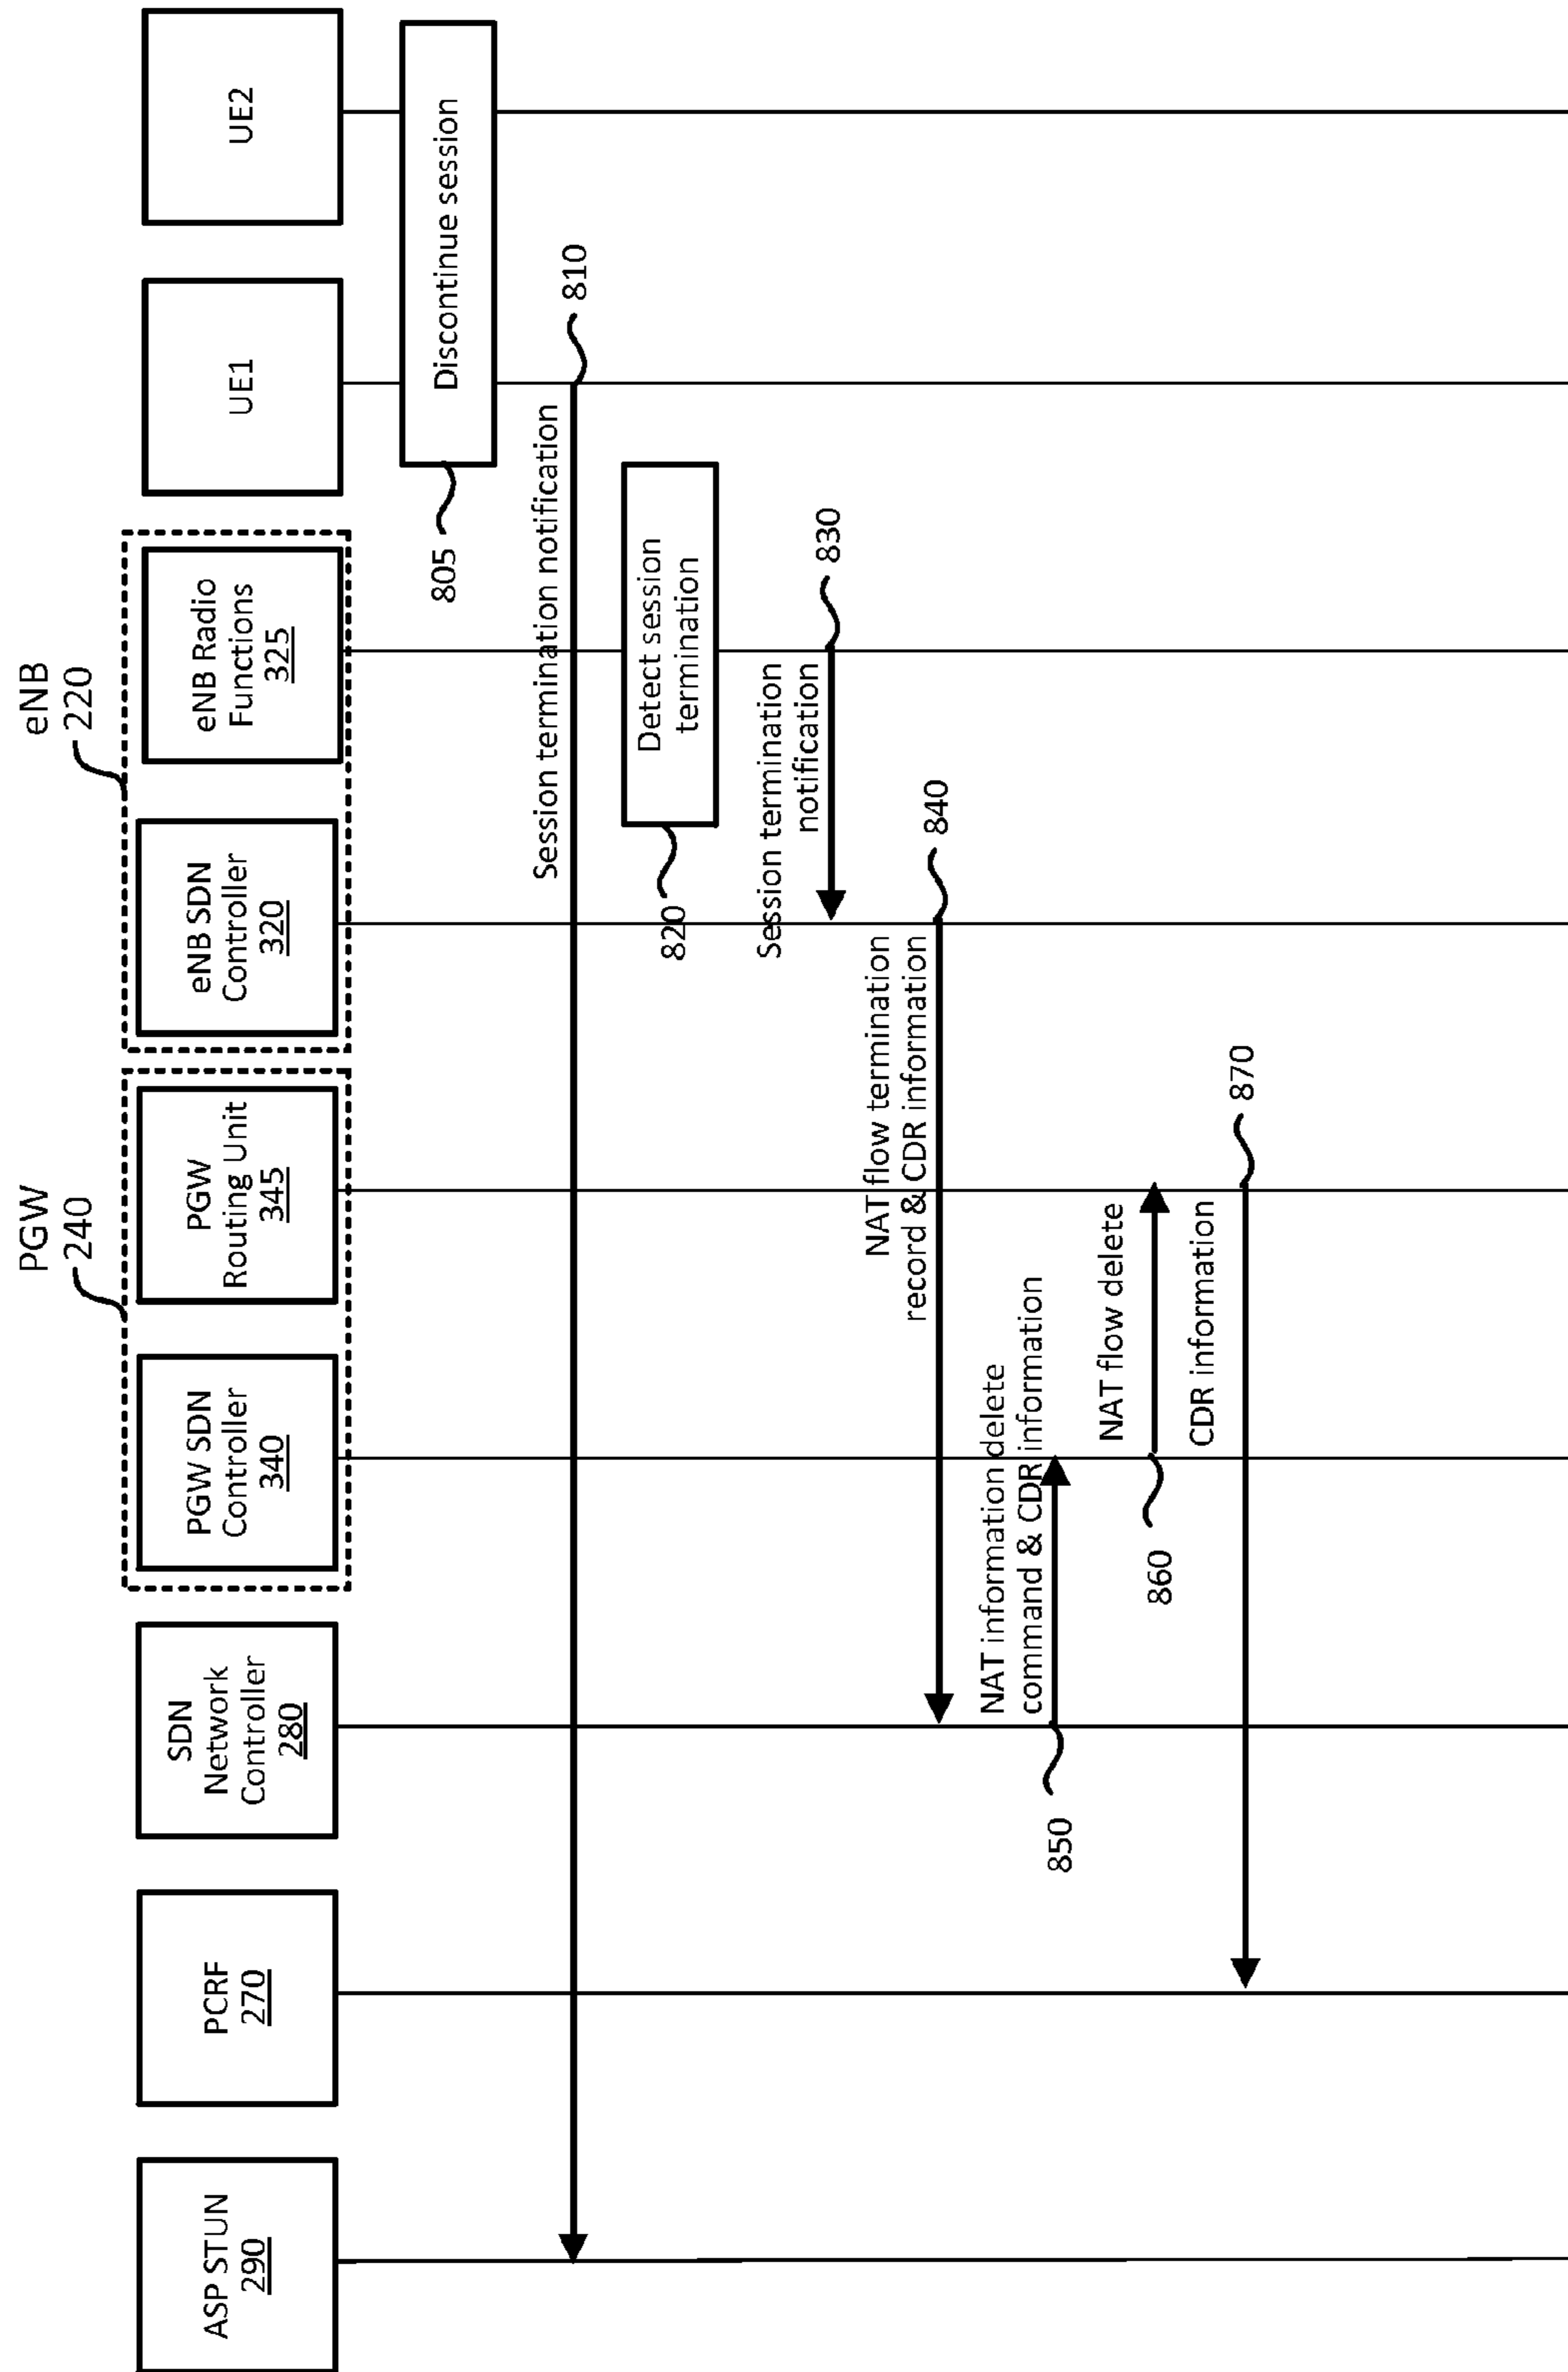 PGW
240
eNB
220
ASP STUN
290
PCRF
270
SDN
Network
Controller
280
PGW SDN
Controller
340
PGW
Routing Unit
345
eNB SDN
Controller
320
eNB Radio
Functions
325
UE1
UE2
805
Discontinue session
Session termination notification
810
820
Detect session
termination
Session termination
notification
830
NAT flow termination
record & CDR information
840
NAT information delete
command & CDR information
850
NAT flow delete
860
CDR information
870